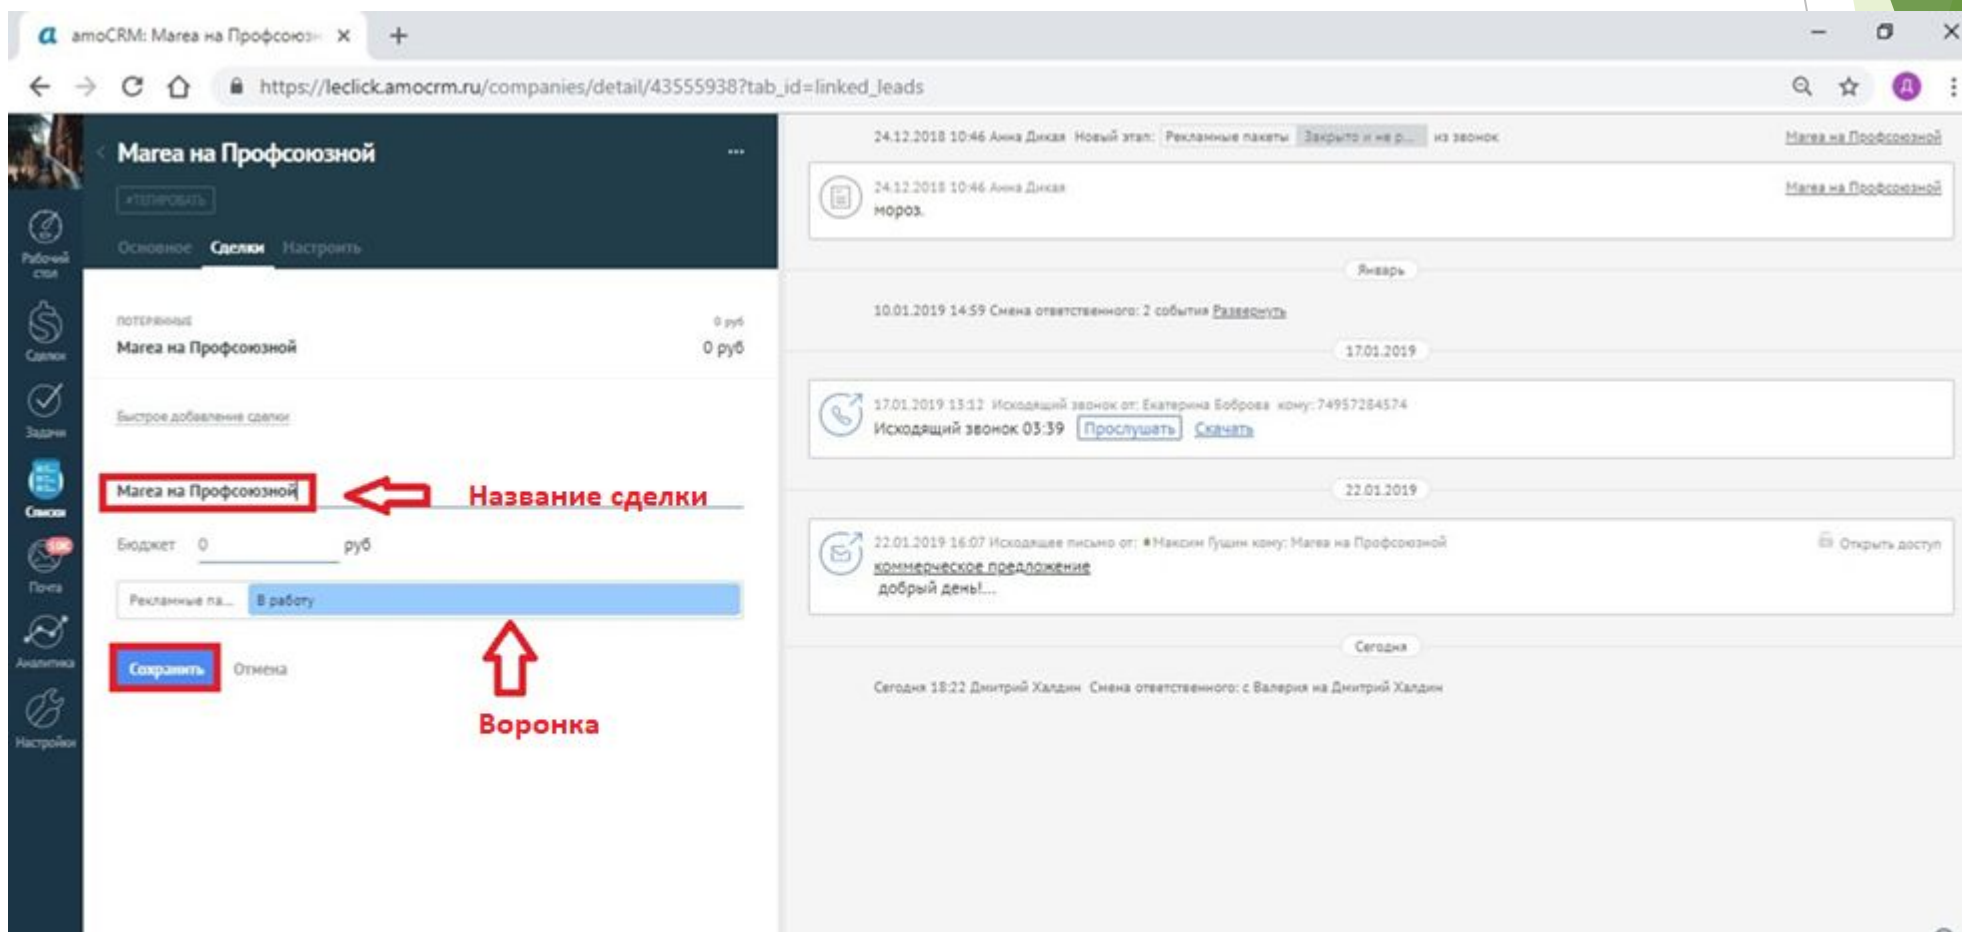 amoCRM: Marea на Профсоюзн
https://leclick.amocrm.ru/companies/detail/43555938?tab_id=linked_leads
Д
Marea на Профсоюзной
#ТЕГИРОВАТЬ
Основное Сделки Настроить
Рабочий
стол
Сделки
Задачи
Списки
Почта
Аналитика
Настройки
ПОТЕРЯННЫЕ 0 руб
Marea на Профсоюзной 0 руб
Быстрое добавление сделки
Marea на Профсоюзной
Название сделки
Бюджет 0 руб
Рекламные па... В работу
Сохранить Отмена
Воронка
24.12.2018 10:46 Анна Дикая Новый этап: Рекламные пакеты Закрыто и не р... из звонок Marea на Профсоюзной
24.12.2018 10:46 Анна Дикая Marea на Профсоюзной
мороз.
Январь
10.01.2019 14:59 Смена ответственного: 2 события Развернуть
17.01.2019
17.01.2019 13:12 Исходящий звонок от: Екатерина Боброва кому: 74957284574
Исходящий звонок 03:39 Прослушать Скачать
22.01.2019
22.01.2019 16:07 Исходящее письмо от: Максим Гущин кому: Marea на Профсоюзной Открыть доступ
коммерческое предложение
добрый день!...
Сегодня
Сегодня 18:22 Дмитрий Халдин Смена ответственного: с Валерия на Дмитрий Халдин